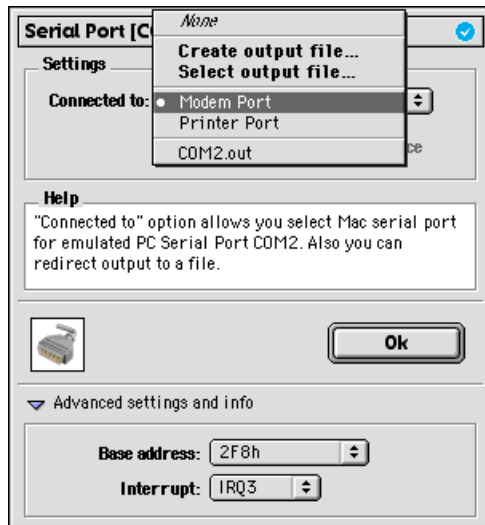 Serial Port [C
None
Create output file...
Select output file...
Settings
Connected to:
Modem Port
Printer Port
COM2.out
Help
"Connected to" option allows you select Mac serial port
for emulated PC Serial Port COM2. Also you can
redirect output to a file.
Ok
Advanced settings and info
Base address: 2F8h
Interrupt: IRQ3